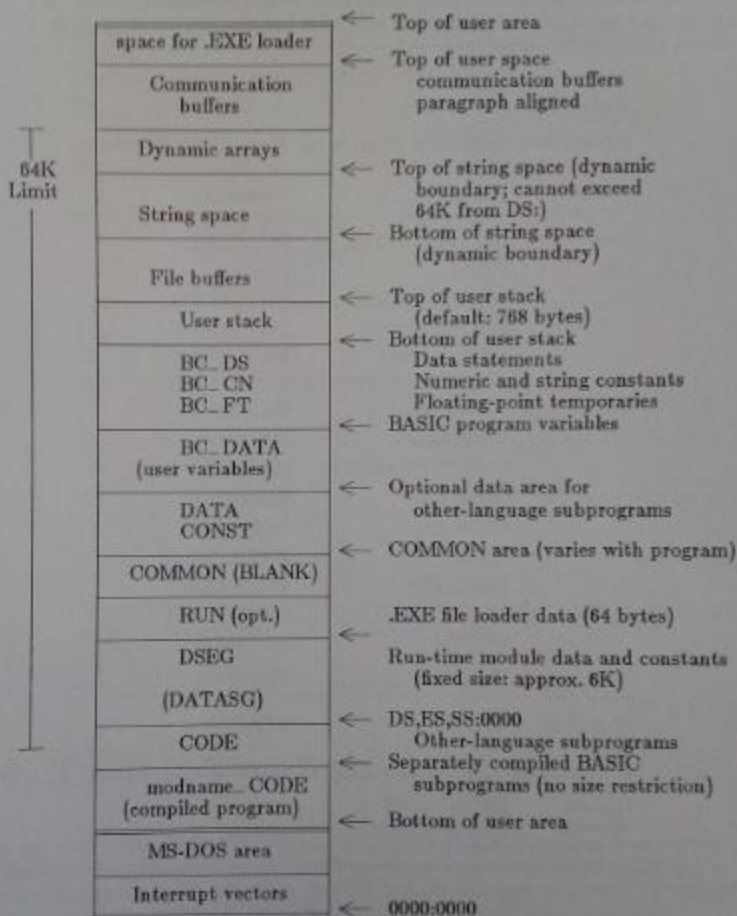 Top of user area
space for .EXE loader
Top of user space
communication buffers
paragraph aligned
Communication
buffers
64K
Limit
Dynamic arrays
Top of string space (dynamic
boundary; cannot exceed
64K from DS:)
String space
Bottom of string space
(dynamic boundary)
File buffers
Top of user stack
(default: 768 bytes)
User stack
Bottom of user stack
Data statements
Numeric and string constants
Floating-point temporaries
BC_DS
BC_CN
BC_FT
BASIC program variables
BC_DATA
(user variables)
Optional data area for
other-language subprograms
DATA
CONST
COMMON area (varies with program)
COMMON (BLANK)
RUN (opt.)
.EXE file loader data (64 bytes)
DSEG
(DATASG)
Run-time module data and constants
(fixed size: approx. 6K)
DS,ES,SS:0000
Other-language subprograms
CODE
Separately compiled BASIC
subprograms (no size restriction)
modname_CODE
(compiled program)
Bottom of user area
MS-DOS area
Interrupt vectors
0000:0000